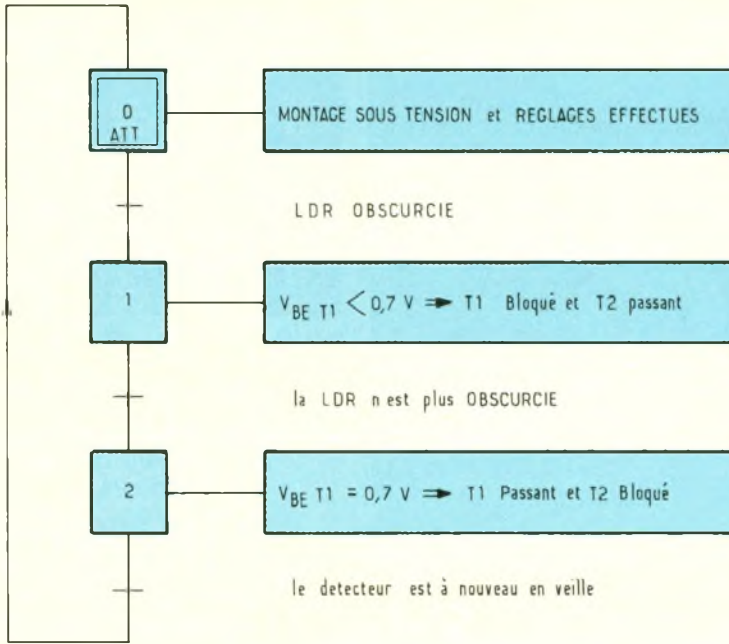 0
ATT
MONTAGE SOUS TENSION et REGLAGES EFFECTUES
LDR OBSCURCIE
1
VBE T1 < 0,7 V ⇒ T1 Bloqué et T2 passant
la LDR n est plus OBSCURCIE
2
VBE T1 = 0,7 V ⇒ T1 Passant et T2 Bloqué
le detecteur est à nouveau en veille